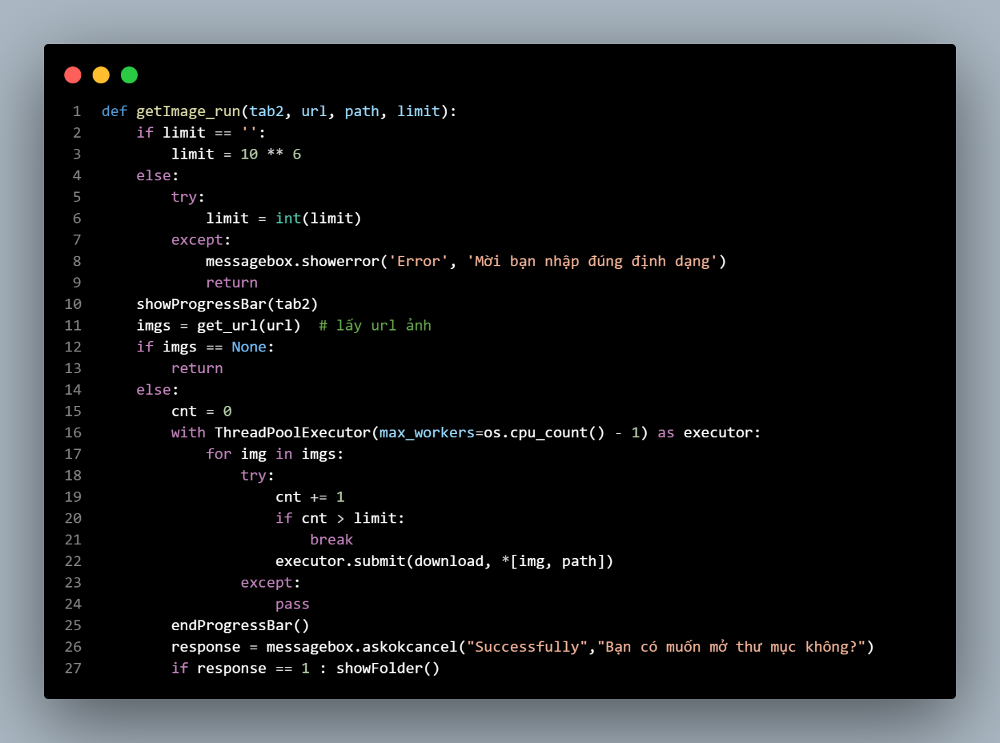 1 def getImage_run(tab2, url, path, limit):
2     if limit == '':
3         limit = 10 ** 6
4     else:
5         try:
6             limit = int(limit)
7         except:
8             messagebox.showerror('Error', 'Mời bạn nhập đúng định dạng')
9             return
10     showProgressBar(tab2)
11     imgs = get_url(url)  # lấy url ảnh
12     if imgs == None:
13         return
14     else:
15         cnt = 0
16         with ThreadPoolExecutor(max_workers=os.cpu_count() - 1) as executor:
17             for img in imgs:
18                 try:
19                     cnt += 1
20                     if cnt > limit:
21                         break
22                     executor.submit(download, *[img, path])
23                 except:
24                     pass
25         endProgressBar()
26         response = messagebox.askokcancel("Successfully","Bạn có muốn mở thư mục không?")
27         if response == 1 : showFolder()